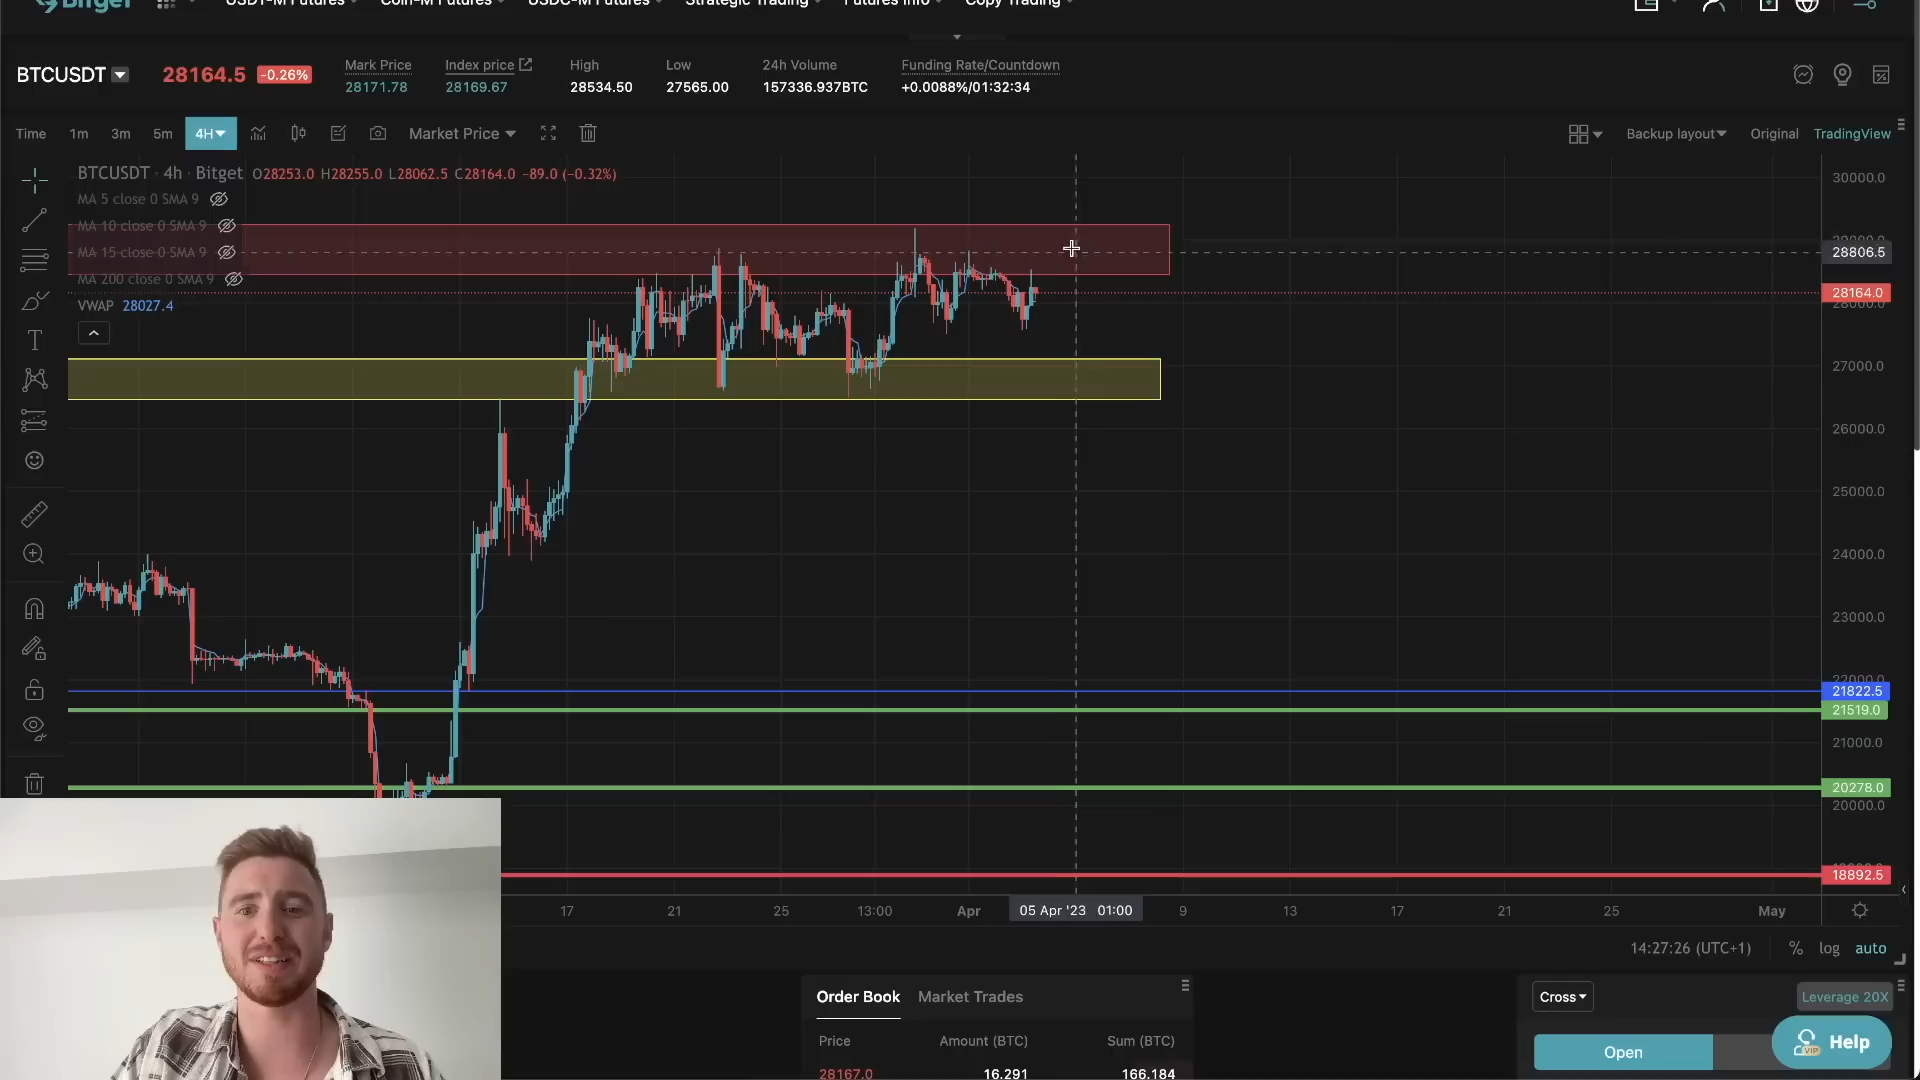 Bitget USDT-M Futures Coin-M Futures USDC-M Futures Strategic Trading Futures Info Copy Trading
BTCUSDT 28164.5 -0.26%
Mark Price
28171.78
Index price
28169.67
High
28534.50
Low
27565.00
24h Volume
157336.937BTC
Funding Rate/Countdown
+0.0088%/01:32:34
Time 1m 3m 5m 4H Market Price Backup layout Original TradingView
BTCUSDT · 4h · Bitget O28253.0 H28255.0 L28062.5 C28164.0 −89.0 (−0.32%)
MA 5 close 0 SMA 9
MA 10 close 0 SMA 9
MA 15 close 0 SMA 9
MA 200 close 0 SMA 9
VWAP 28027.4
30000.0
28806.5
28164.0
27000.0
26000.0
25000.0
24000.0
23000.0
22000.0
21822.5
21519.0
21000.0
20278.0
20000.0
18892.5
17 21 25 13:00 Apr 05 Apr '23 01:00 9 13 17 21 25 May
14:27:26 (UTC+1) % log auto
Order Book Market Trades
Price Amount (BTC) Sum (BTC)
28167.0 16.291 166.184
Cross Leverage 20X
Open
VIP Help